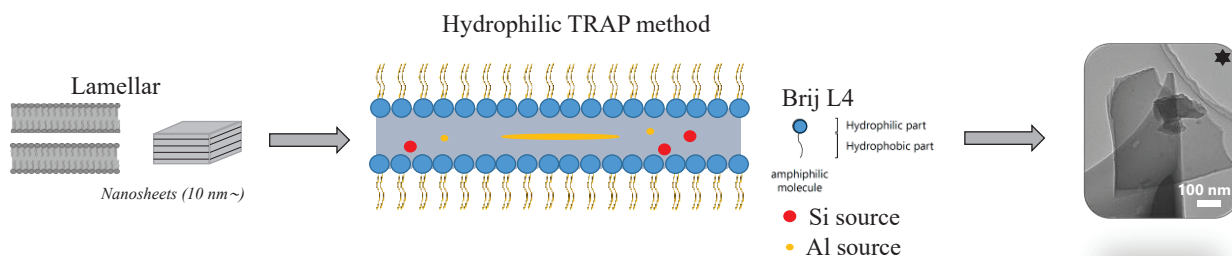 Hydrophilic TRAP method
Lamellar
Nanosheets (10 nm~)
Brij L4
Hydrophilic part
Hydrophobic part
amphiphilic
molecule
Si source
Al source
100 nm